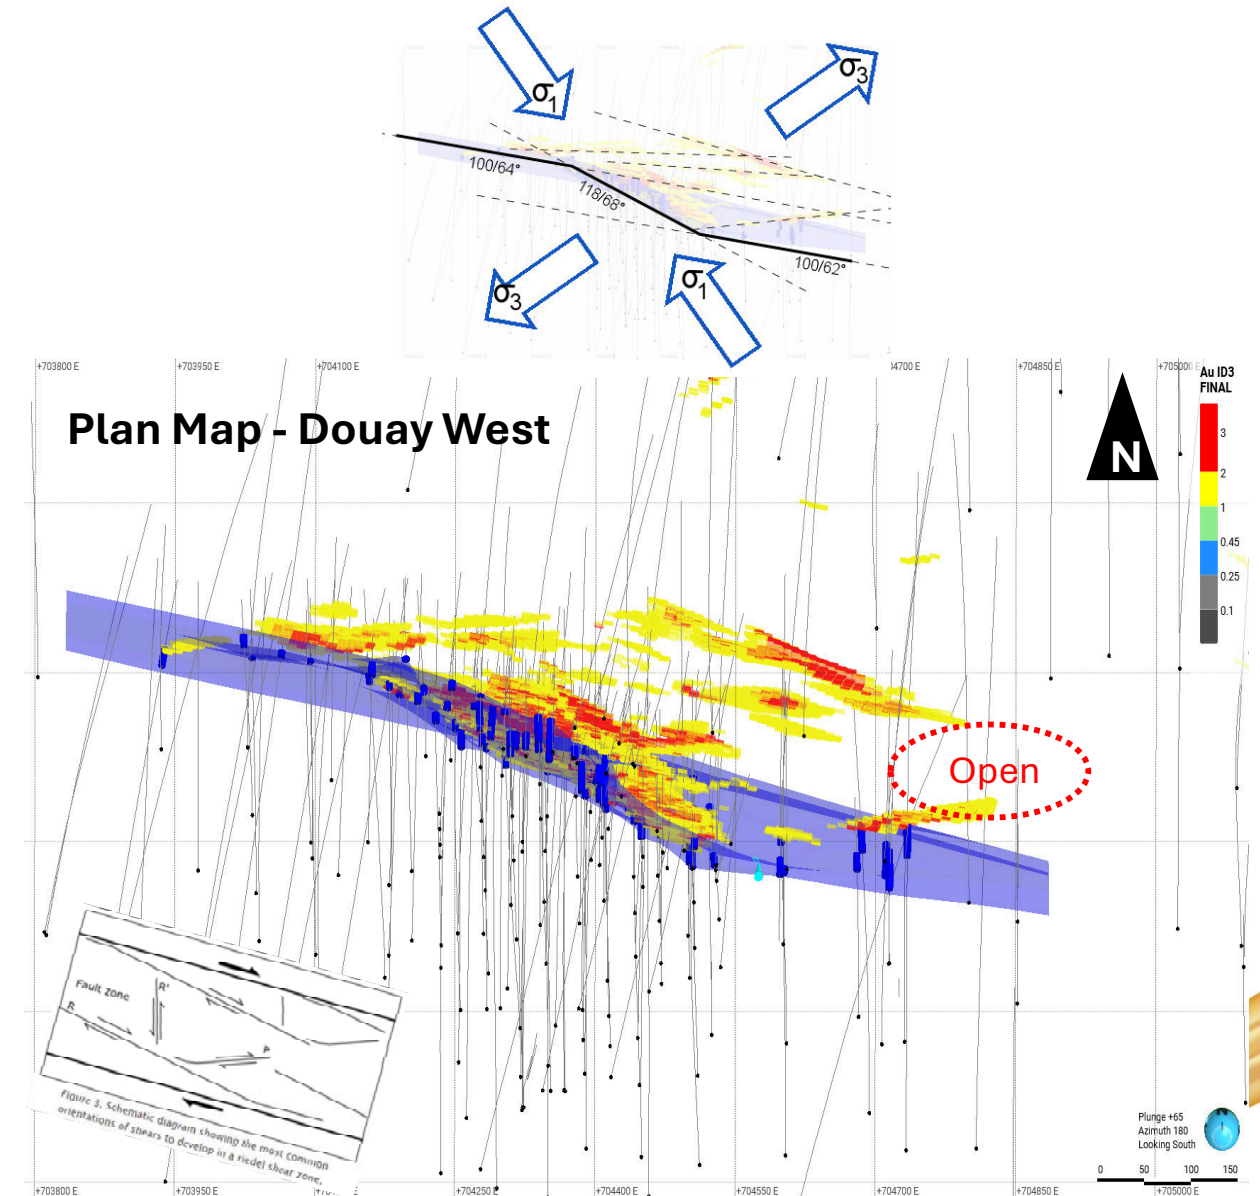 σ1
σ3
100/64°
118/68°
σ3
σ1
100/62°
+703800 E
+703950 E
+704100 E
4700 E
+704850 E
+705000 E
Au ID3
FINAL
Plan Map - Douay West
N
3
2
1
0.45
0.25
0.1
Open
Fault zone
R'
R
P
Figure 3. Schematic diagram showing the most common
orientations of shears to develop in a riedel shear zone.
Plunge +65
Azimuth 180
Looking South
0 50 100 150
+703800 E
+703950 E
+704250 E
+704400 E
+704550 E
+704700 E
+704850 E
+705000 E